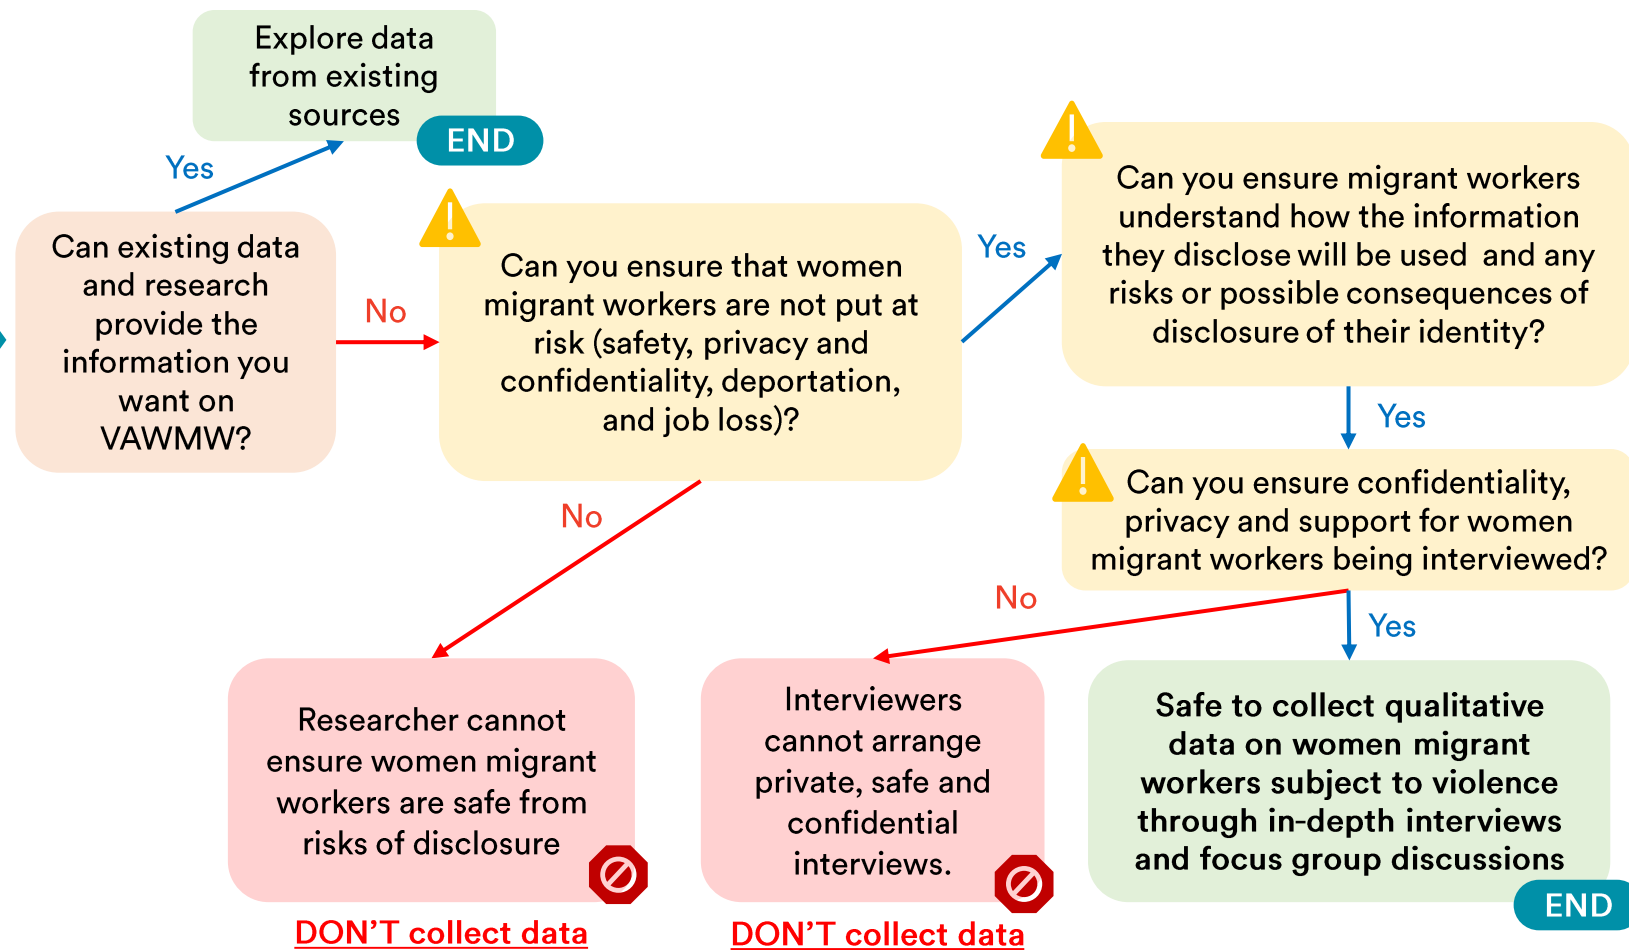 Explore data
from existing
sources
END
Yes
Can existing data
and research
provide the
information you
want on
VAWMW?
No
Can you ensure that women
migrant workers are not put at
risk (safety, privacy and
confidentiality, deportation,
and job loss)?
Yes
Can you ensure migrant workers
understand how the information
they disclose will be used and any
risks or possible consequences of
disclosure of their identity?
Yes
Can you ensure confidentiality,
privacy and support for women
migrant workers being interviewed?
No
No
Yes
Researcher cannot
ensure women migrant
workers are safe from
risks of disclosure
DON'T collect data
Interviewers
cannot arrange
private, safe and
confidential
interviews.
DON'T collect data
Safe to collect qualitative
data on women migrant
workers subject to violence
through in-depth interviews
and focus group discussions
END